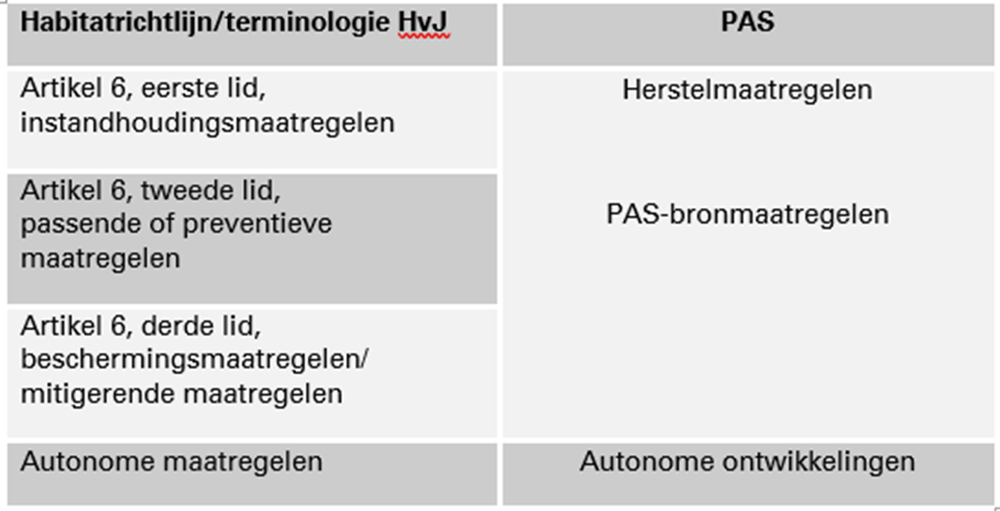 Habitatrichtlijn/terminologie HvJ
PAS
Artikel 6, eerste lid,
instandhoudingsmaatregelen
Herstelmaatregelen
Artikel 6, tweede lid,
passende of preventieve
maatregelen
PAS-bronmaatregelen
Artikel 6, derde lid,
beschermingsmaatregelen/
mitigerende maatregelen
Autonome maatregelen
Autonome ontwikkelingen